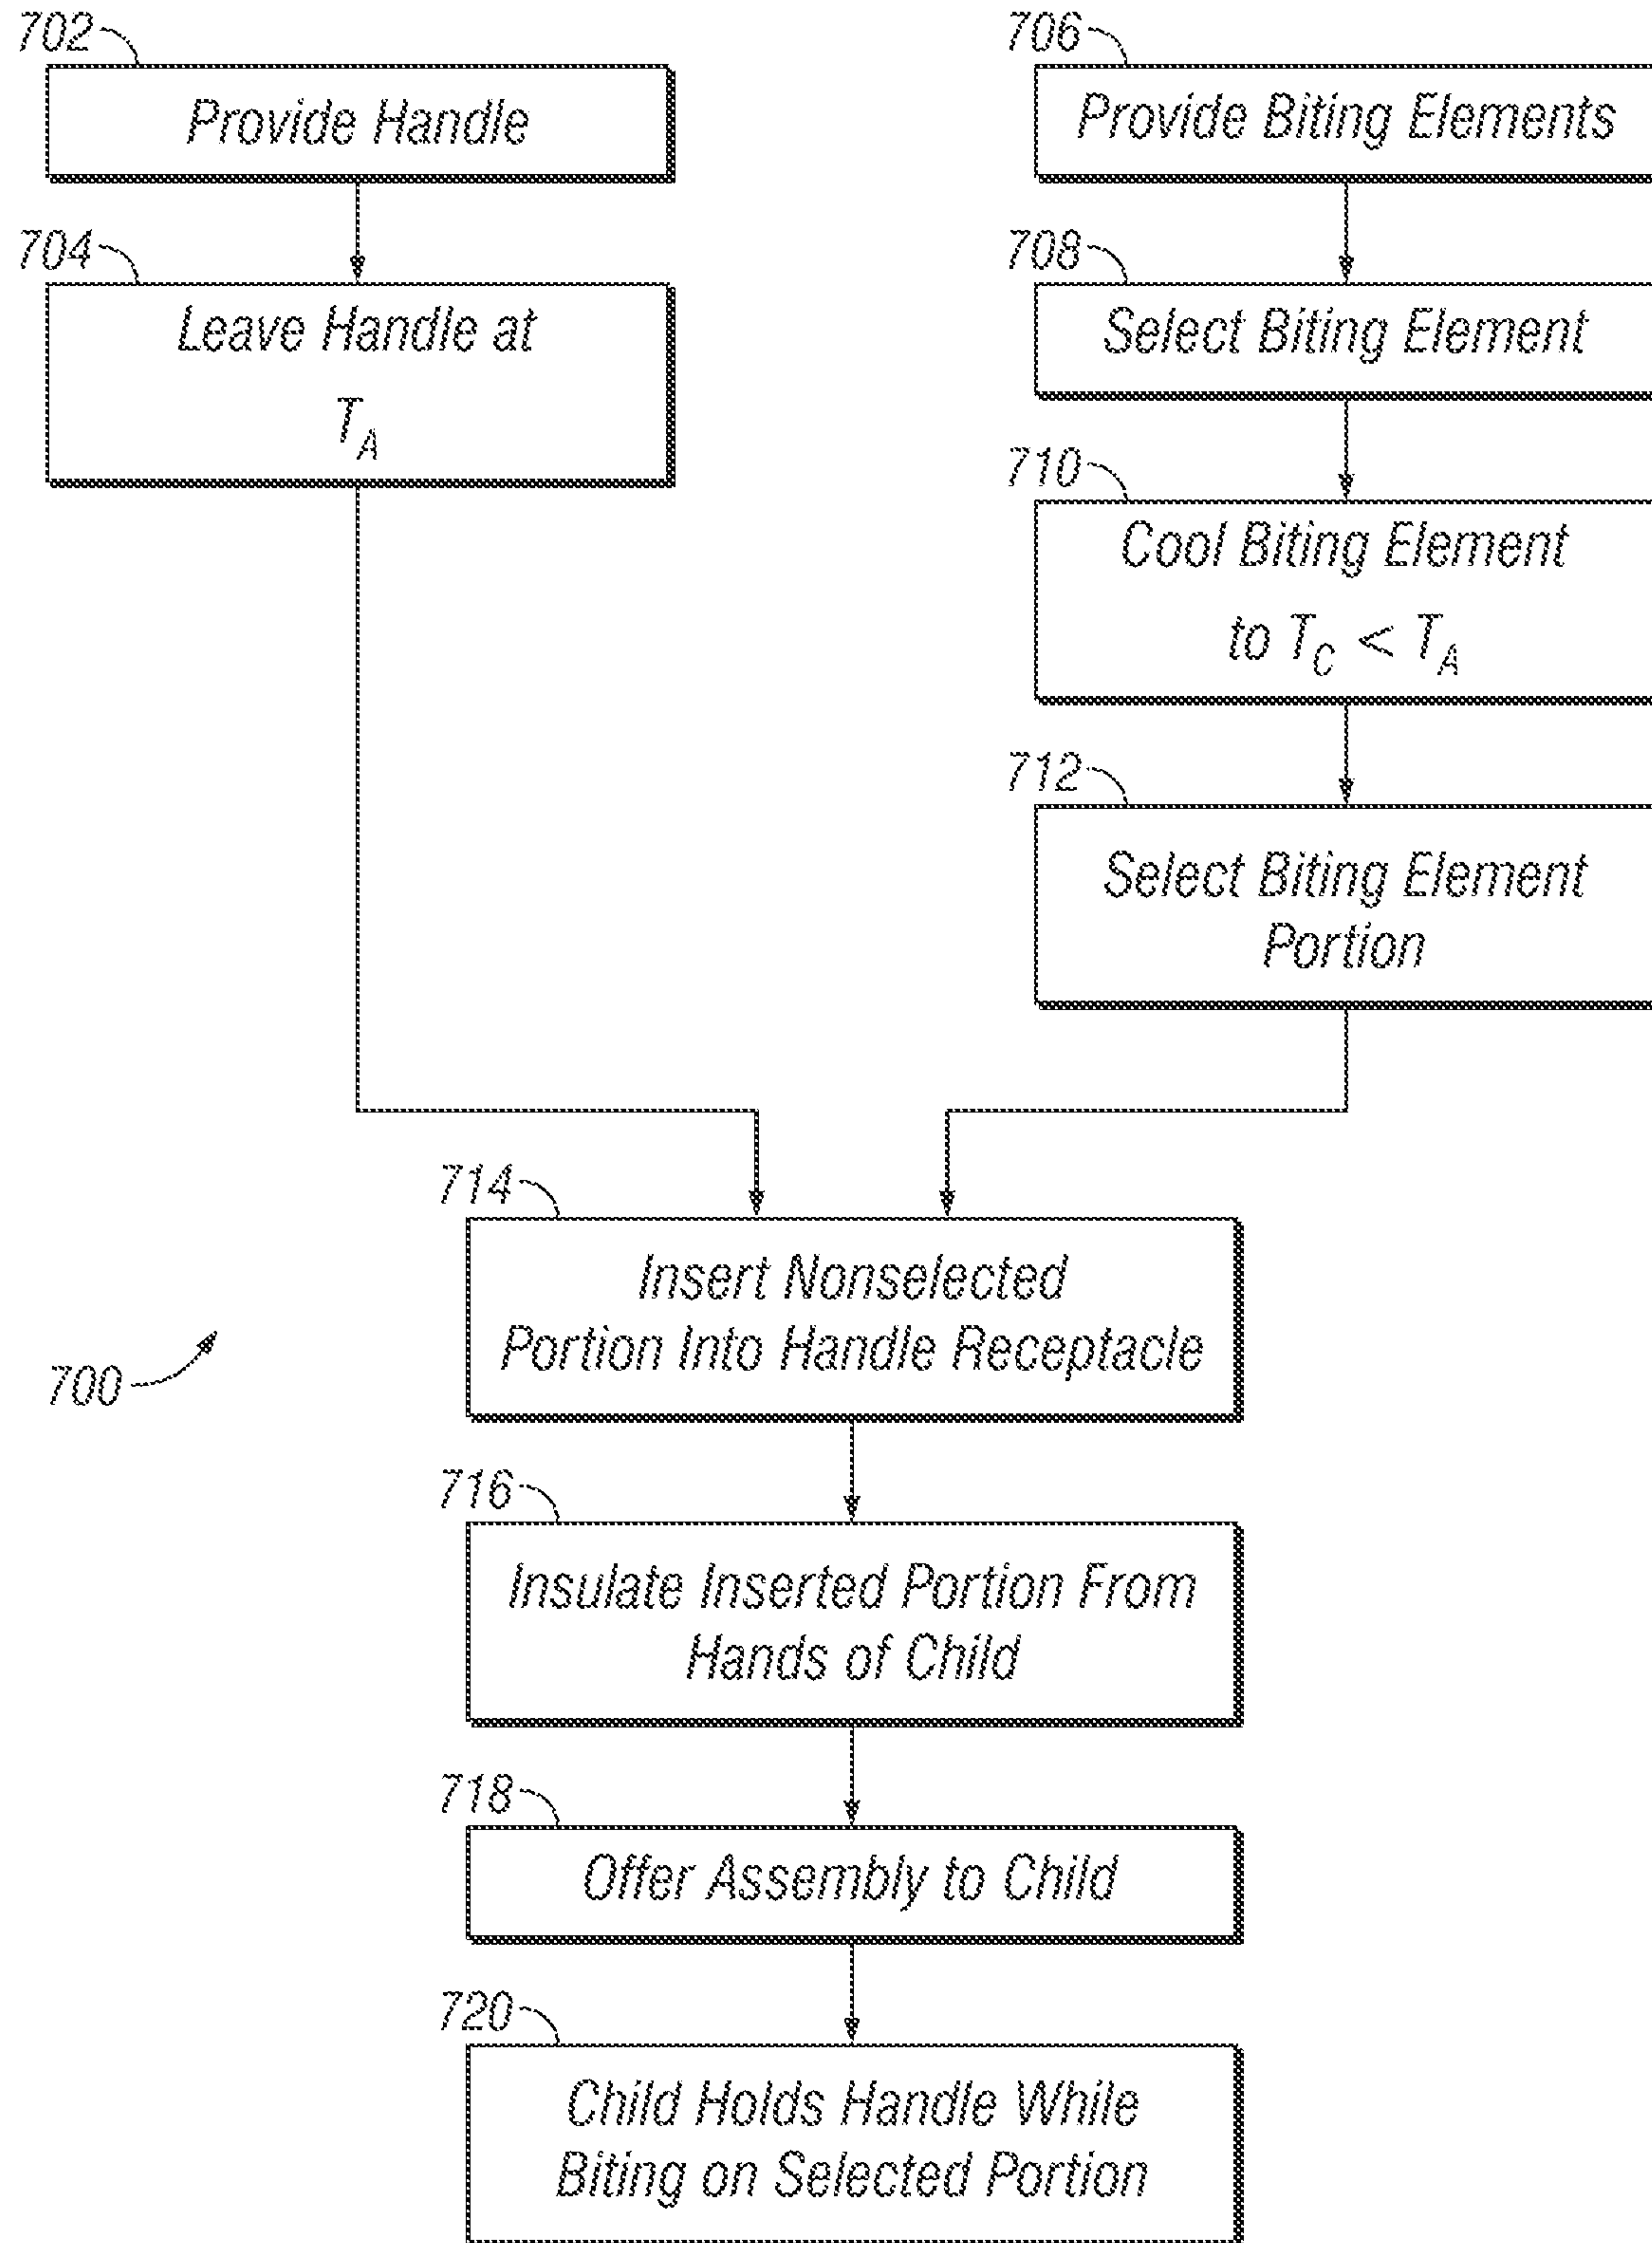 702
Provide Handle
704
Leave Handle at
T_A
706
Provide Biting Elements
708
Select Biting Element
710
Cool Biting Element
to T_C < T_A
712
Select Biting Element
Portion
714
Insert Nonselected
Portion Into Handle Receptacle
700
716
Insulate Inserted Portion From
Hands of Child
718
Offer Assembly to Child
720
Child Holds Handle While
Biting on Selected Portion